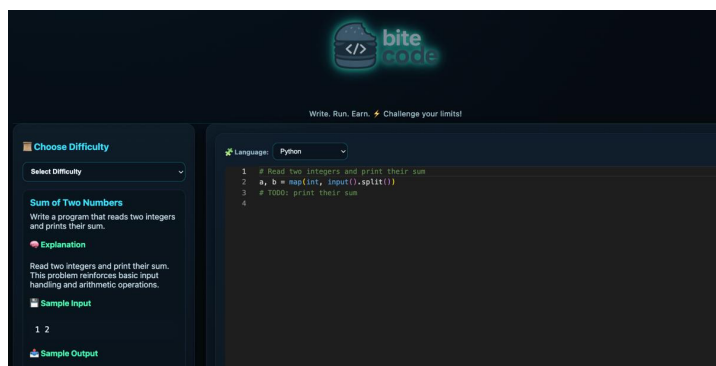 </>
bite
code
Write. Run. Earn. ⚡ Challenge your limits!
Choose Difficulty
Select Difficulty
Sum of Two Numbers
Write a program that reads two integers
and prints their sum.
Explanation
Read two integers and print their sum.
This problem reinforces basic input
handling and arithmetic operations.
Sample Input
1 2
Sample Output
Language: Python
1 # Read two integers and print their sum
2 a, b = map(int, input().split())
3 # TODO: print their sum
4